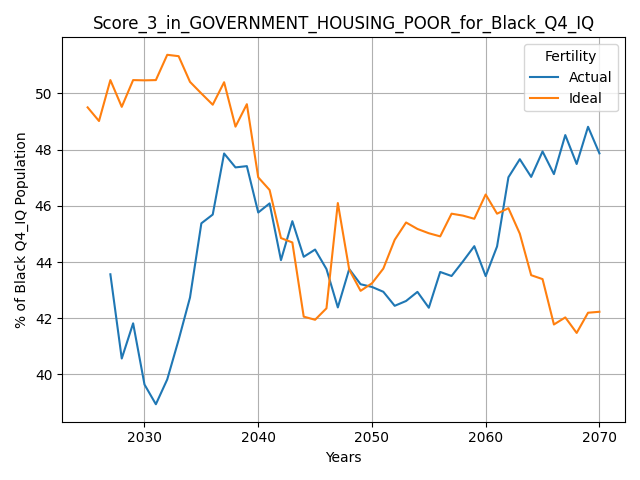 Score_3_in_GOVERNMENT_HOUSING_POOR_for_Black_Q4_IQ
Fertility
Actual
Ideal
% of Black Q4_IQ Population
50
48
46
44
42
40
2030
2040
2050
2060
2070
Years